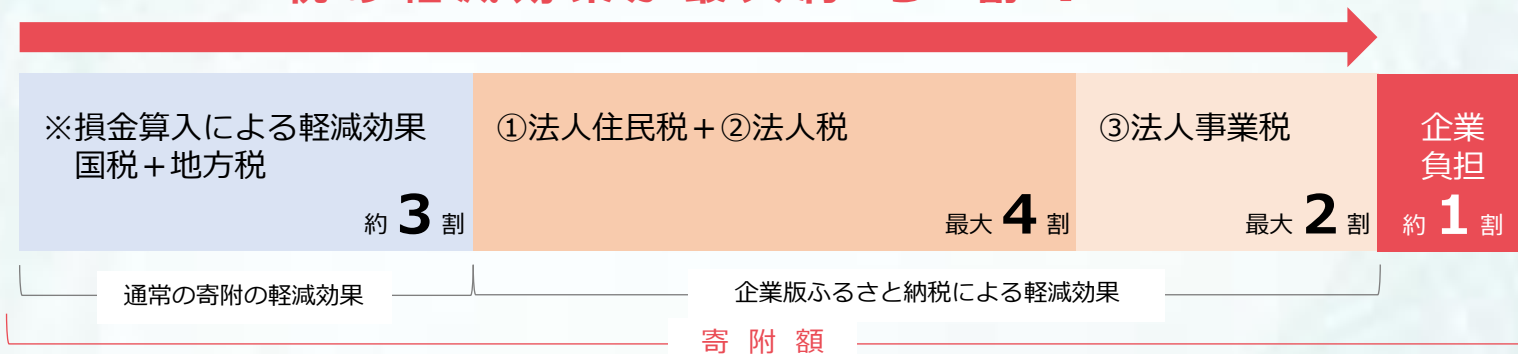 ※損金算入による軽減効果
国税＋地方税
約 3 割
①法人住民税＋②法人税
最大 4 割
③法人事業税
最大 2 割
企業
負担
約 1 割
通常の寄附の軽減効果
企業版ふるさと納税による軽減効果
寄附額